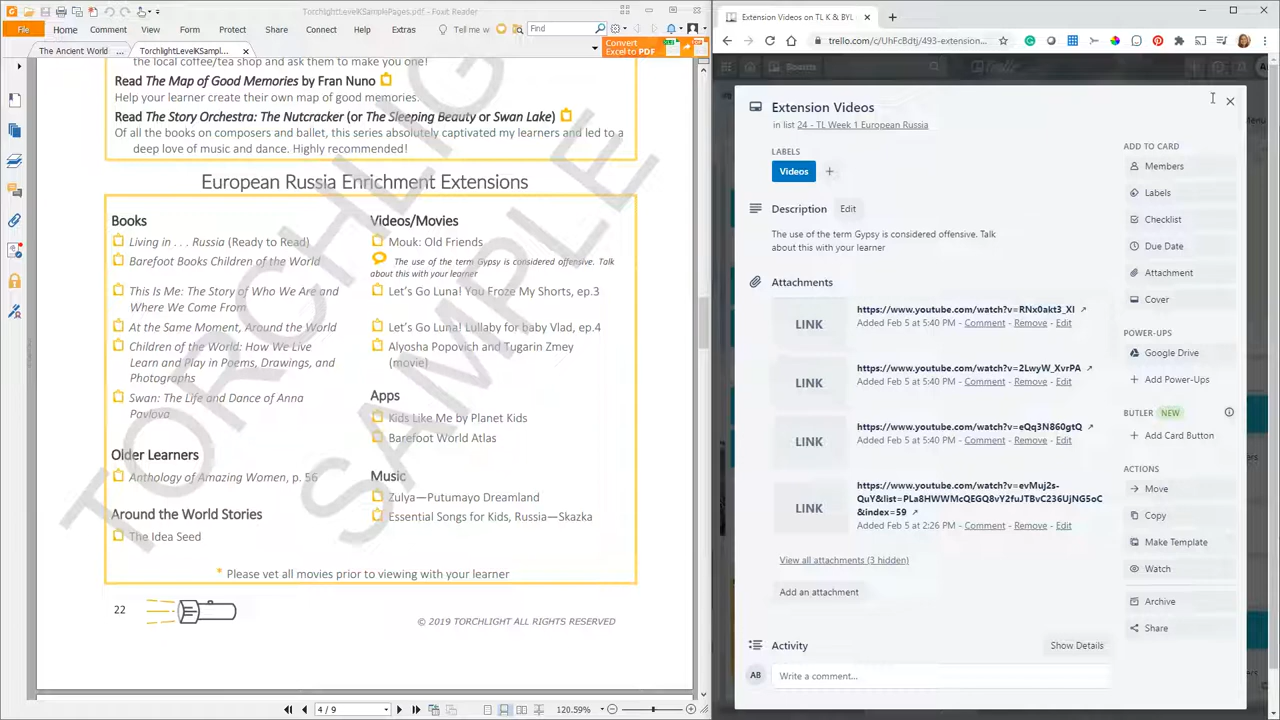 TorchlightLevelKSamplePages.pdf - Foxit Reader
File Home Comment View Form Protect Share Connect Help Extras Tell me w Find
The Ancient World ... TorchlightLeveKSampl...
Convert
Excel to PDF
the local coffee/tea shop and ask them to make you one!
Read The Map of Good Memories by Fran Nuno
Help your learner create their own map of good memories.
Read The Story Orchestra: The Nutcracker (or The Sleeping Beauty or Swan Lake)
Of all the books on composers and ballet, this series absolutely captivated my learners and led to a
deep love of music and dance. Highly recommended!
European Russia Enrichment Extensions
Books
Living in . . . Russia (Ready to Read)
Barefoot Books Children of the World
This Is Me: The Story of Who We Are and
Where We Come From
At the Same Moment, Around the World
Children of the World: How We Live
Learn and Play in Poems, Drawings, and
Photographs
Swan: The Life and Dance of Anna
Pavlova
Older Learners
Anthology of Amazing Women, p. 56
Around the World Stories
The Idea Seed
Videos/Movies
Mouk: Old Friends
The use of the term Gypsy is considered offensive. Talk
about this with your learner
Let's Go Luna! You Froze My Shorts, ep.3
Let's Go Luna! Lullaby for baby Vlad, ep.4
Alyosha Popovich and Tugarin Zmey
(movie)
Apps
Kids Like Me by Planet Kids
Barefoot World Atlas
Music
Zulya—Putumayo Dreamland
Essential Songs for Kids, Russia—Skazka
* Please vet all movies prior to viewing with your learner
22
© 2019 TORCHLIGHT ALL RIGHTS RESERVED
TORCHLIGHT
SAMPLE
4 / 9
120.59%
Extension Videos on TL K & BYL
trello.com/c/UhFcBdtj/493-extension...
Boards
Trello
Extension Videos
in list 24 - TL Week 1 European Russia
LABELS
Videos
Description Edit
The use of the term Gypsy is considered offensive. Talk
about this with your learner
Attachments
LINK
https://www.youtube.com/watch?v=RNx0akt3_XI
Added Feb 5 at 5:40 PM - Comment - Remove - Edit
LINK
https://www.youtube.com/watch?v=2LwyW_XvrPA
Added Feb 5 at 5:40 PM - Comment - Remove - Edit
LINK
https://www.youtube.com/watch?v=eQq3N860gtQ
Added Feb 5 at 5:40 PM - Comment - Remove - Edit
LINK
https://www.youtube.com/watch?v=evMuj2s-
QuY&list=PLa8HWWMcQEGQ8vY2fuJTBvC236UjNG5oC
&index=59
Added Feb 5 at 2:26 PM - Comment - Remove - Edit
View all attachments (3 hidden)
Add an attachment
Activity
Show Details
AB
Write a comment...
ADD TO CARD
Members
Labels
Checklist
Due Date
Attachment
Cover
POWER-UPS
Google Drive
Add Power-Ups
BUTLER NEW
Add Card Button
ACTIONS
Move
Copy
Make Template
Watch
Archive
Share